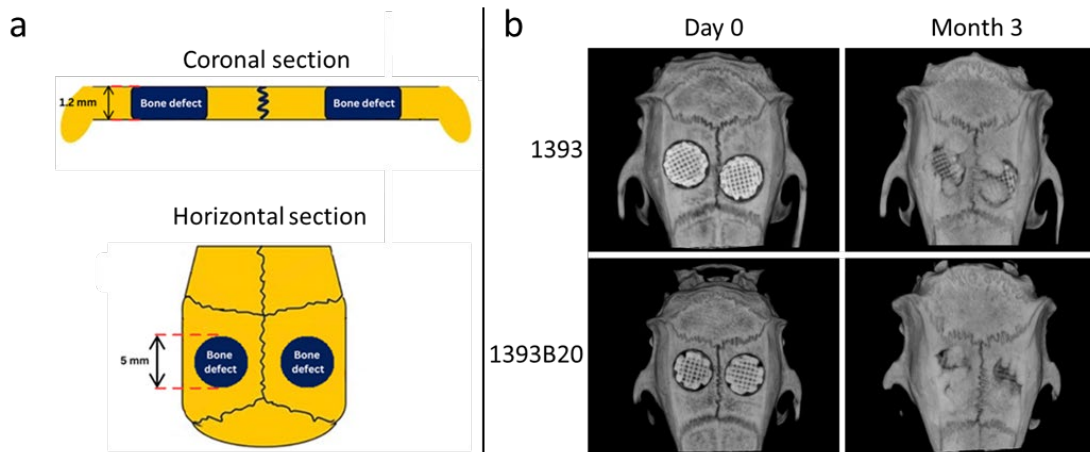 a
Coronal section
1.2 mm
Bone defect
Bone defect
Horizontal section
5 mm
Bone
defect
Bone
defect
b
Day 0
Month 3
1393
1393B20